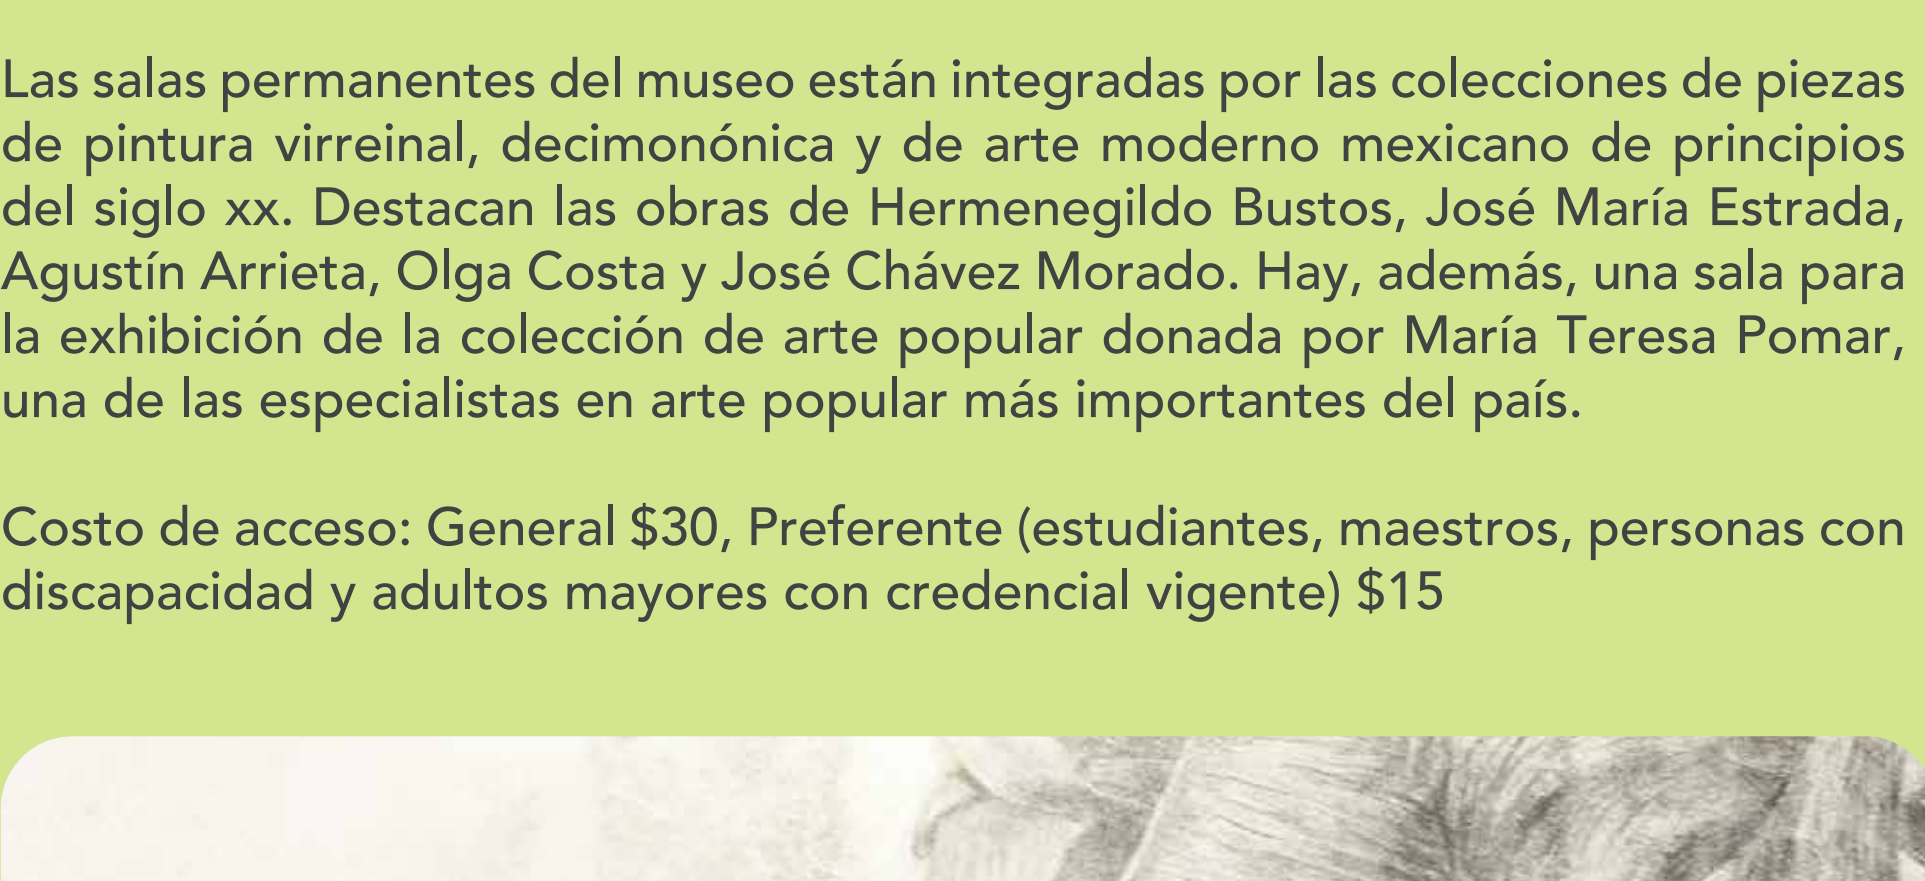 Las salas permanentes del museo están integradas por las colecciones de piezas
de pintura virreinal, decimonónica y de arte moderno mexicano de principios
del siglo xx. Destacan las obras de Hermenegildo Bustos, José María Estrada,
Agustín Arrieta, Olga Costa y José Chávez Morado. Hay, además, una sala para
la exhibición de la colección de arte popular donada por María Teresa Pomar,
una de las especialistas en arte popular más importantes del país.
Costo de acceso: General $30, Preferente (estudiantes, maestros, personas con
discapacidad y adultos mayores con credencial vigente) $15